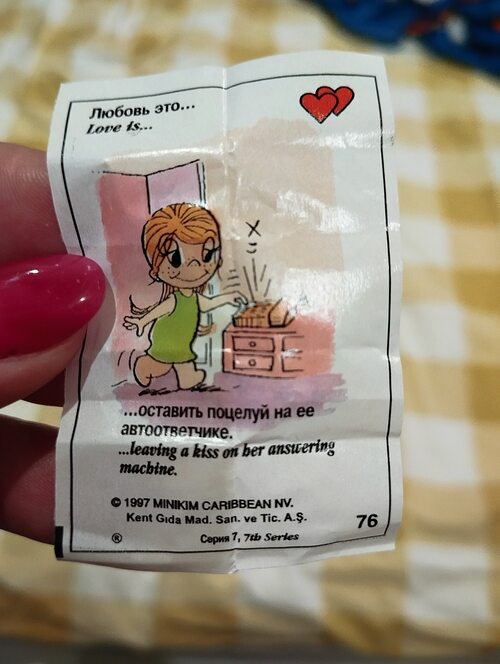 Любовь это...
Love is...
x
...оставить поцелуй на ее
автоответчике.
...leaving a kiss on her answering
machine.
© 1997 MINIKIM CARIBBEAN NV.
Kent Gıda Mad. San. ve Tic. A.Ş.
76
® Серия 7, 7th Series